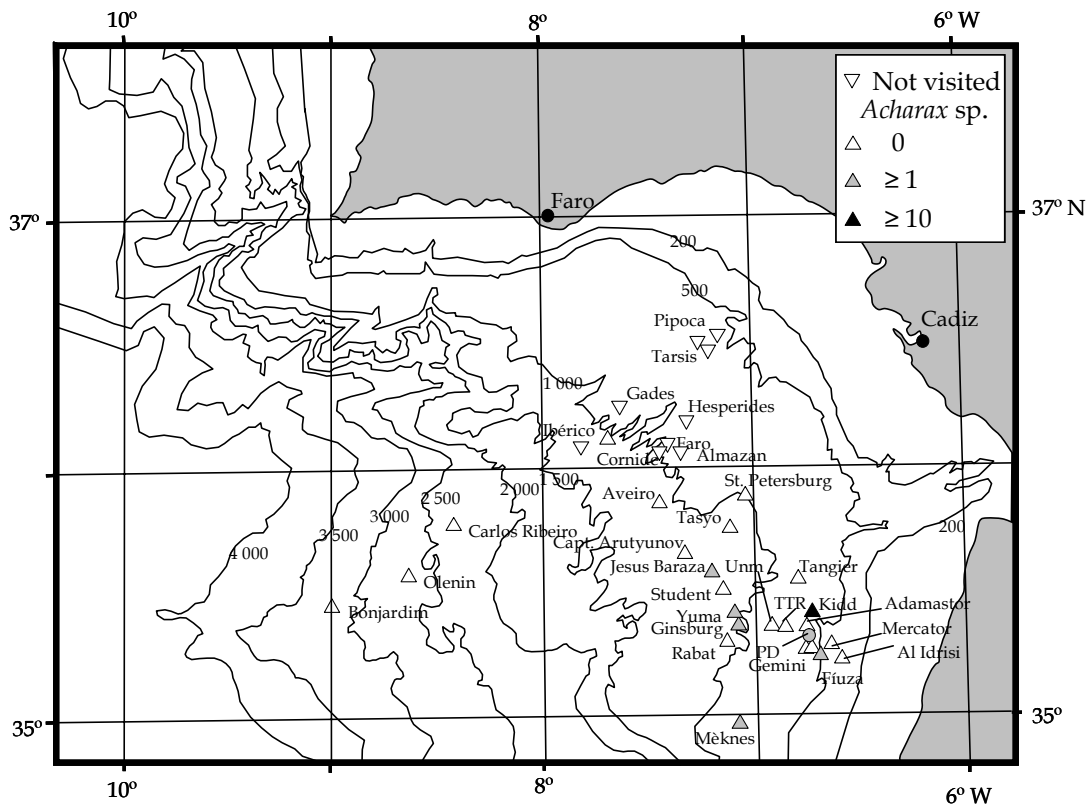 10º
8º
6º W
Not visited
Acharax sp.
0
≥ 1
≥ 10
37º
37º N
Faro
200
500
Cadiz
Pipoca
Tarsis
1 000
Gades
Hesperides
Ibérico
Faro
Cornide
Almazan
1 500
2 000
2 500
St. Petersburg
Aveiro
3 000
Tasyo
200
3 500
Carlos Ribeiro
Capt. Arutyunov
4 000
Jesus Baraza
Unm
Tangier
Olenin
Student
TTR
Kidd
Adamastor
Bonjardim
Yuma
Ginsburg
Mercator
Rabat
PD
Al Idrisi
Gemini
Fíuza
35º
35º
Mèknes
10º
8º
6º W